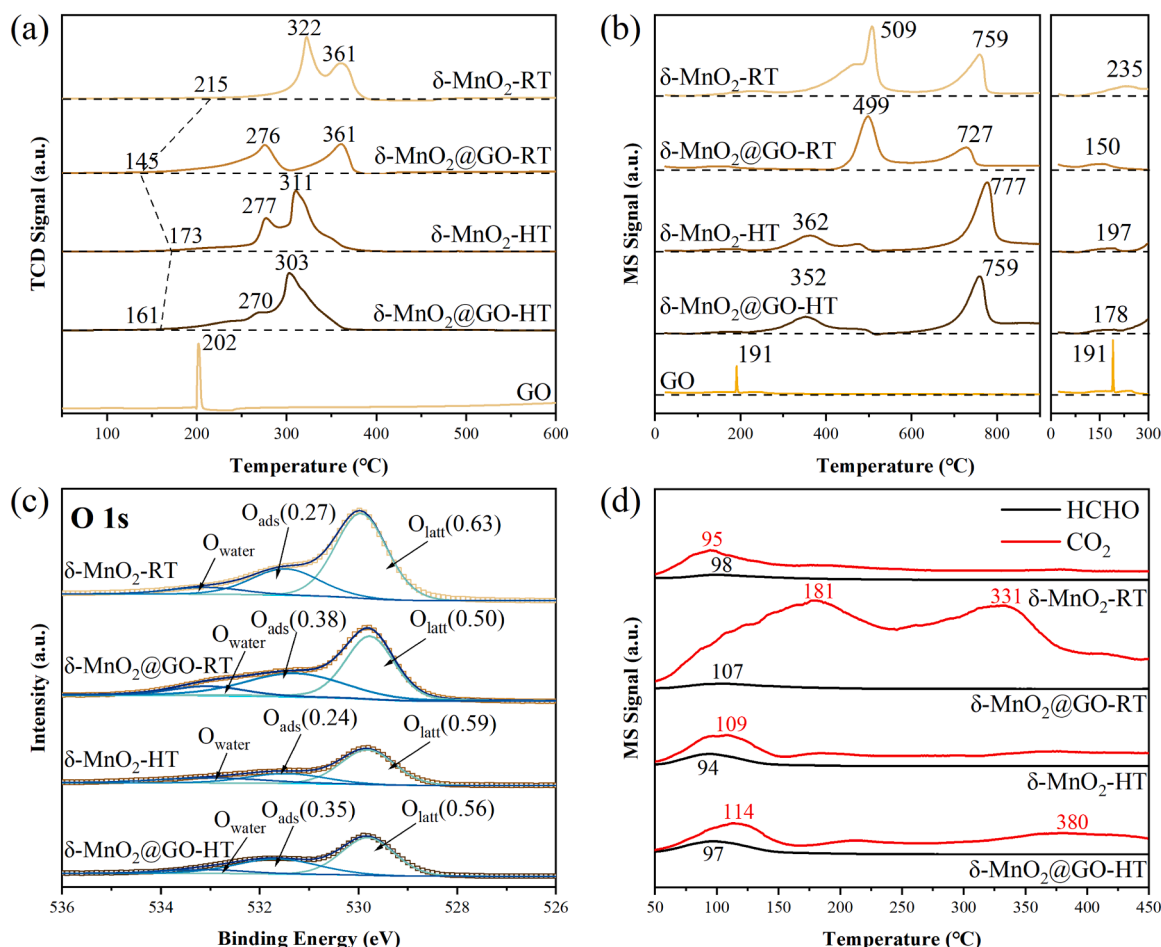 (a)
322
361
215
δ-MnO2-RT
276
361
145
δ-MnO2@GO-RT
311
277
173
δ-MnO2-HT
303
270
161
δ-MnO2@GO-HT
202
GO
TCD Signal (a.u.)
100 200 300 400 500 600
Temperature (℃)
(b)
509
759
235
δ-MnO2-RT
499
727
150
δ-MnO2@GO-RT
777
362
197
δ-MnO2-HT
759
352
178
δ-MnO2@GO-HT
191
191
GO
MS Signal (a.u.)
0 200 400 600 800 0 150 300
Temperature (℃)
(c)
O 1s
Oads(0.27)
Olatt(0.63)
Owater
δ-MnO2-RT
Oads(0.38)
Olatt(0.50)
Owater
δ-MnO2@GO-RT
Oads(0.24)
Olatt(0.59)
Owater
δ-MnO2-HT
Oads(0.35)
Olatt(0.56)
Owater
δ-MnO2@GO-HT
Intensity (a.u.)
536 534 532 530 528 526
Binding Energy (eV)
(d)
HCHO
CO2
95
98
δ-MnO2-RT
181
331
107
δ-MnO2@GO-RT
109
94
δ-MnO2-HT
114
380
97
δ-MnO2@GO-HT
MS Signal (a.u.)
50 100 150 200 250 300 350 400 450
Temperature (℃)